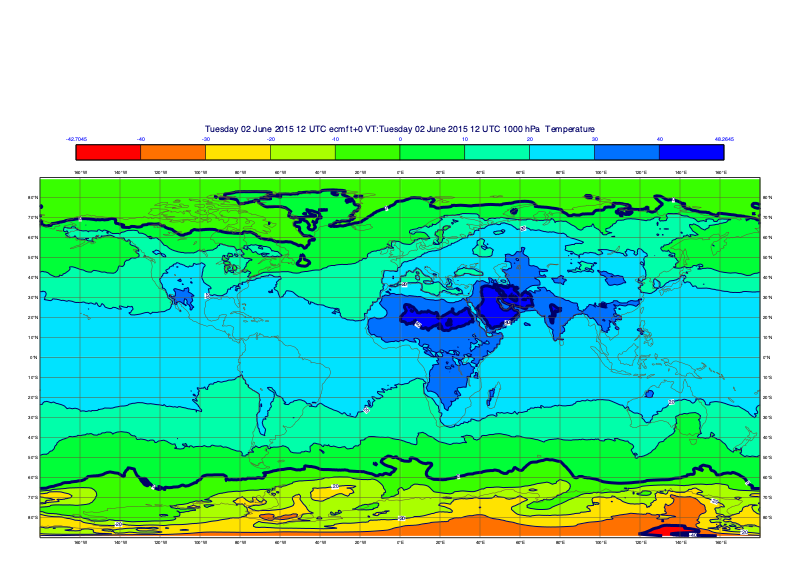 Tuesday 02 June 2015 12 UTC ecmf t+0 VT:Tuesday 02 June 2015 12 UTC 1000 hPa Temperature
-42.7045 -40 -30 -20 -10 0 10 20 30 40 48.2645
160°W 140°W 120°W 100°W 80°W 60°W 40°W 20°W 0°E 20°E 40°E 60°E 80°E 100°E 120°E 140°E 160°E
80°N 80°N
70°N 70°N
60°N 60°N
50°N 50°N
40°N 40°N
30°N 30°N
20°N 20°N
10°N 10°N
0°N 0°N
10°S 10°S
20°S 20°S
30°S 30°S
40°S 40°S
50°S 50°S
60°S 60°S
70°S 70°S
80°S 80°S
160°W 140°W 120°W 100°W 80°W 60°W 40°W 20°W 0°E 20°E 40°E 60°E 80°E 100°E 120°E 140°E 160°E